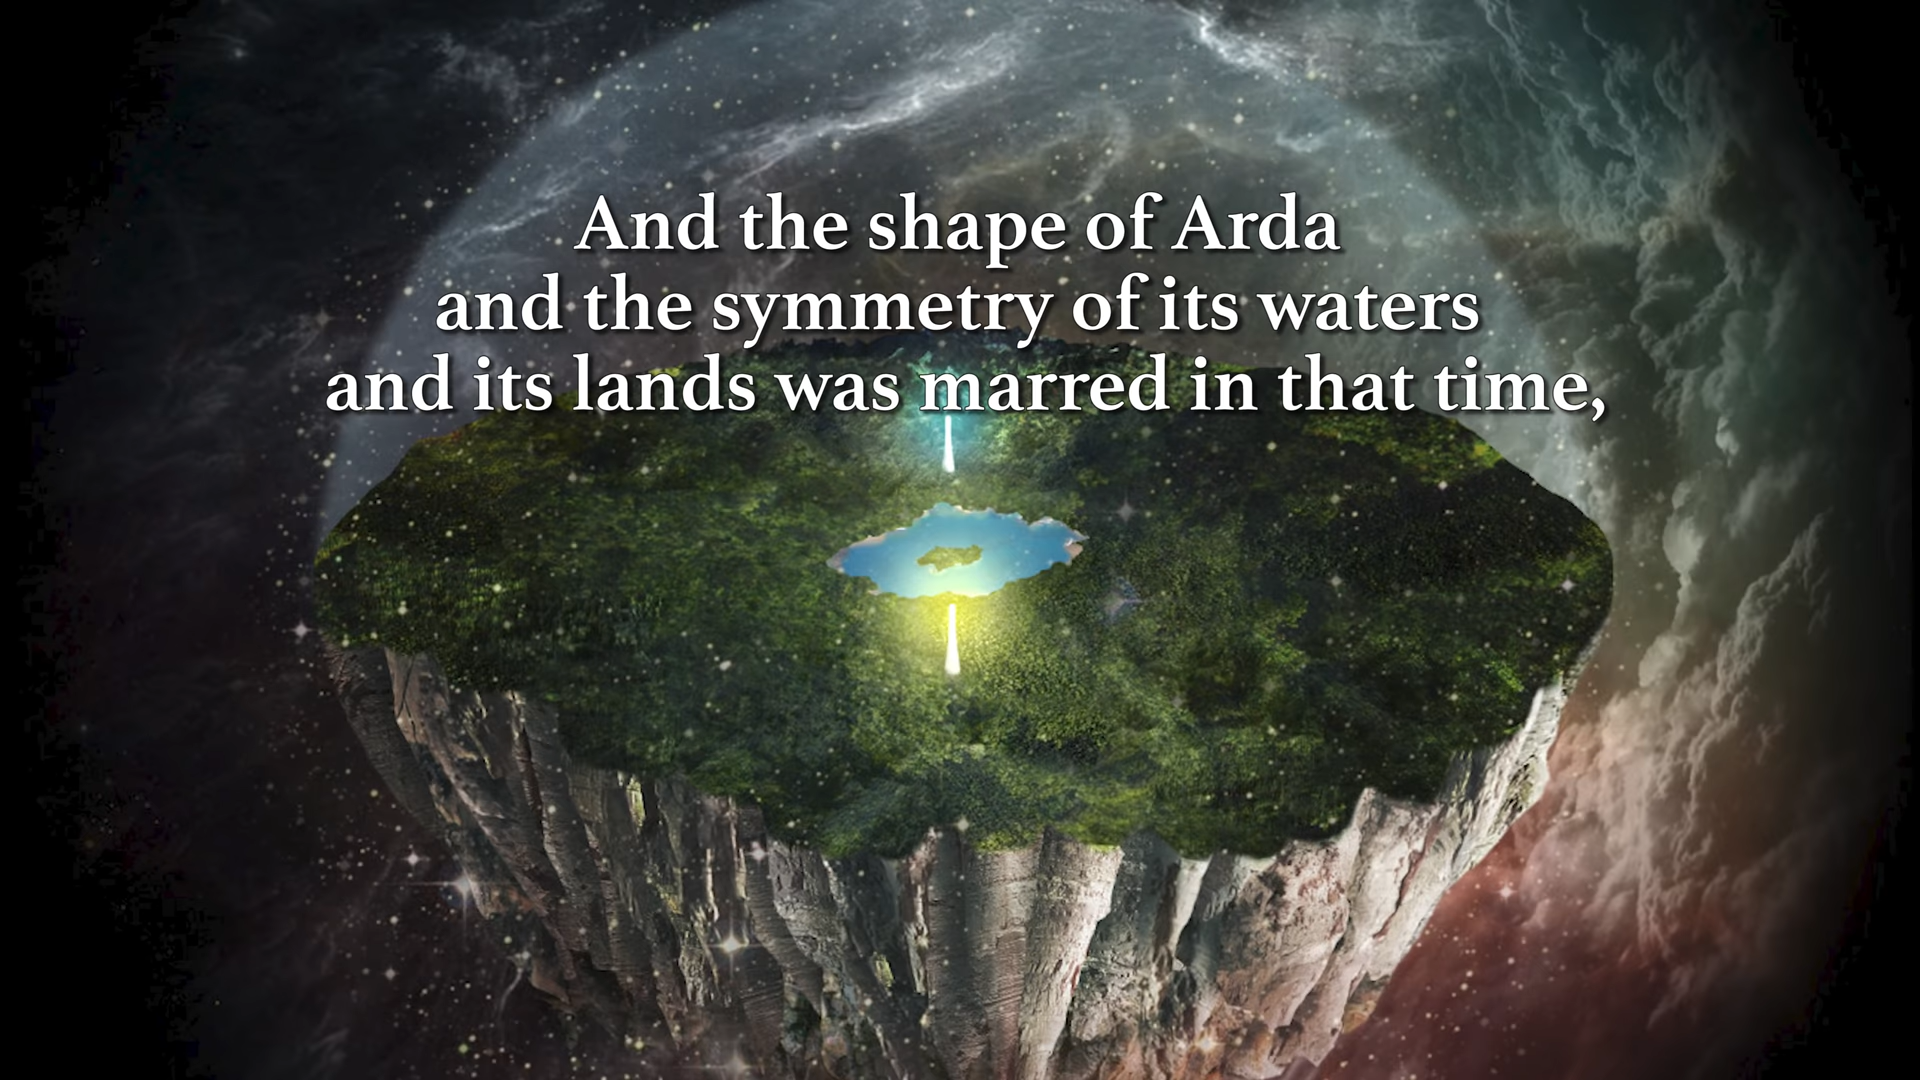 And the shape of Arda
and the symmetry of its waters
and its lands was marred in that time,